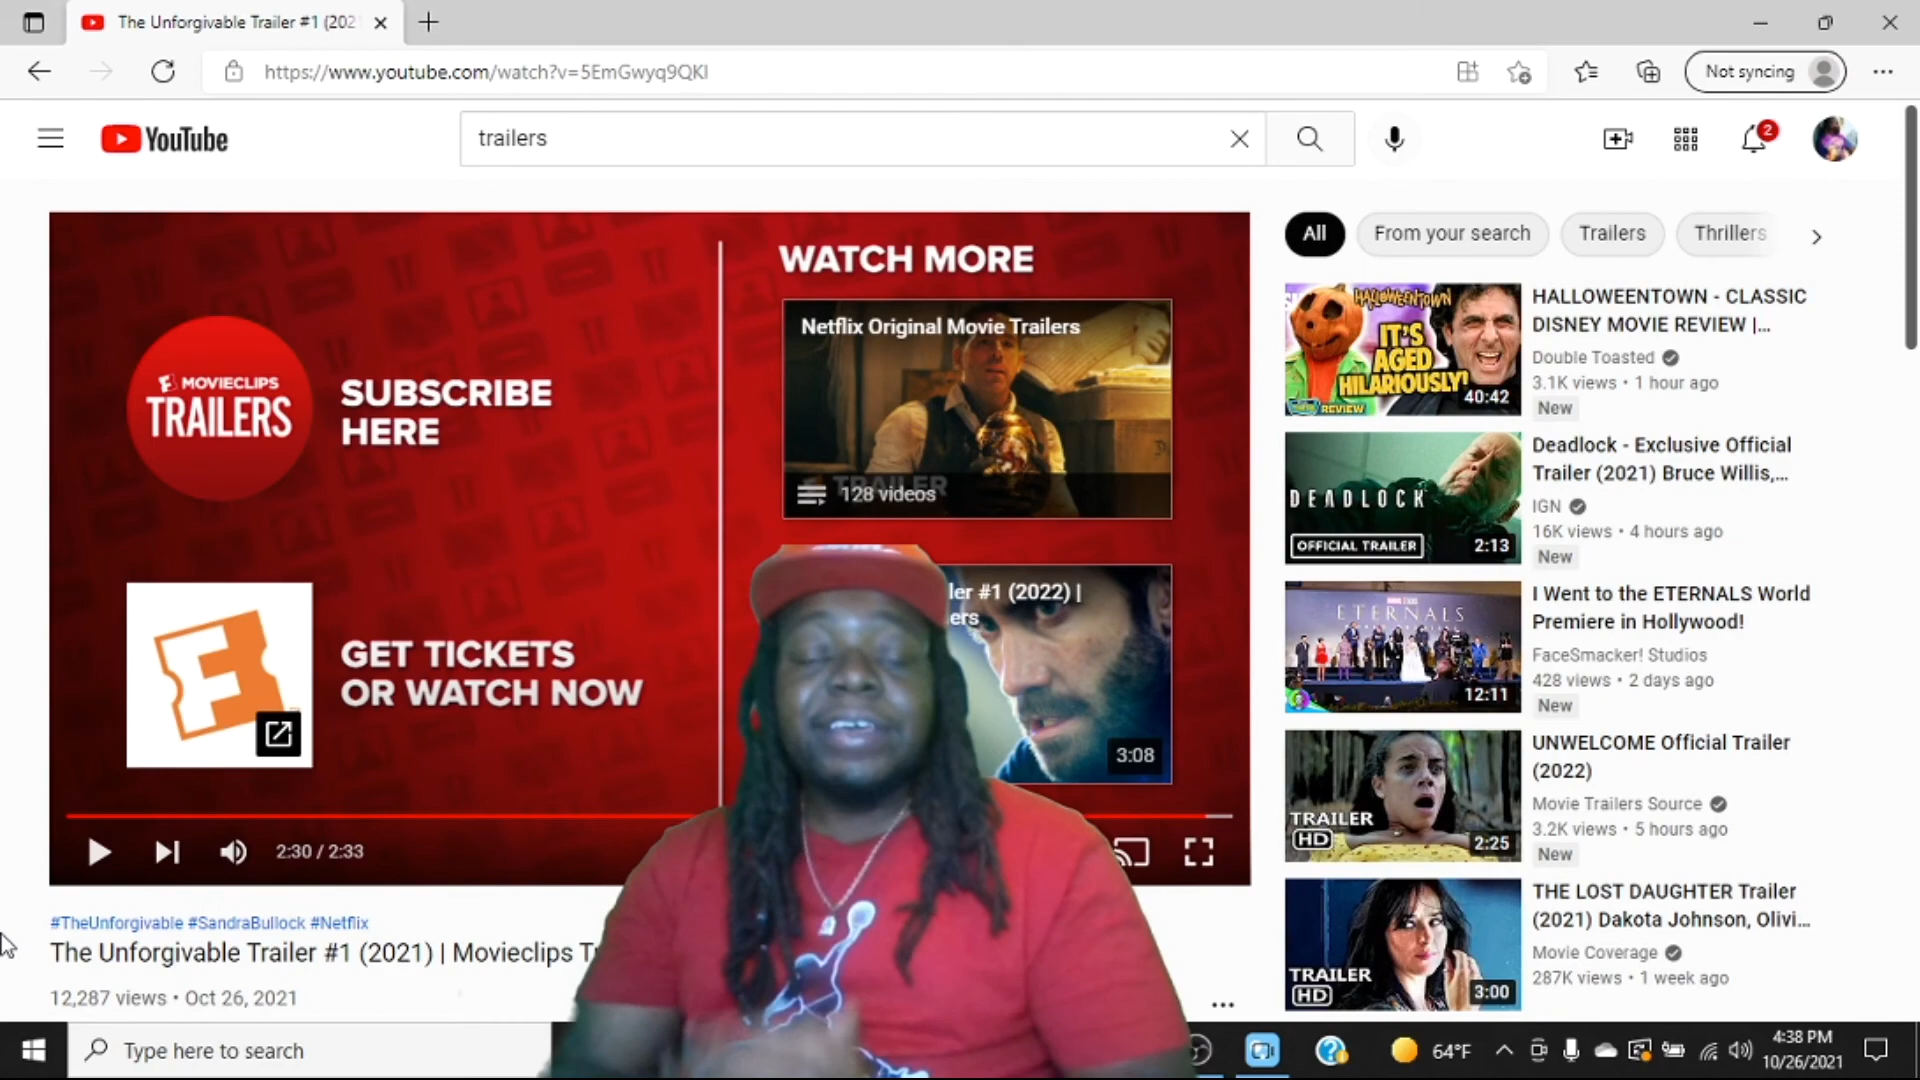 The Unforgivable Trailer #1 (202
https://www.youtube.com/watch?v=5EmGwyq9QKI
Not syncing
YouTube
trailers
2
WATCH MORE
Netflix Original Movie Trailers
128 videos
MOVIECLIPS
TRAILERS
SUBSCRIBE
HERE
ler #1 (2022) |
ers
3:08
GET TICKETS
OR WATCH NOW
2:30 / 2:33
#TheUnforgivable #SandraBullock #Netflix
The Unforgivable Trailer #1 (2021) | Movieclips T
12,287 views • Oct 26, 2021
All
From your search
Trailers
Thrillers
HALLOWEENTOWN
IT'S
AGED
HILARIOUSLY!
REVIEW
40:42
HALLOWEENTOWN - CLASSIC
DISNEY MOVIE REVIEW |...
Double Toasted
3.1K views • 1 hour ago
New
DEADLOCK
OFFICIAL TRAILER
2:13
Deadlock - Exclusive Official
Trailer (2021) Bruce Willis,...
IGN
16K views • 4 hours ago
New
ETERNALS
12:11
I Went to the ETERNALS World
Premiere in Hollywood!
FaceSmacker! Studios
428 views • 2 days ago
New
TRAILER
HD
2:25
UNWELCOME Official Trailer
(2022)
Movie Trailers Source
3.2K views • 5 hours ago
New
TRAILER
HD
3:00
THE LOST DAUGHTER Trailer
(2021) Dakota Johnson, Olivi...
Movie Coverage
287K views • 1 week ago
Type here to search
64°F
4:38 PM
10/26/2021